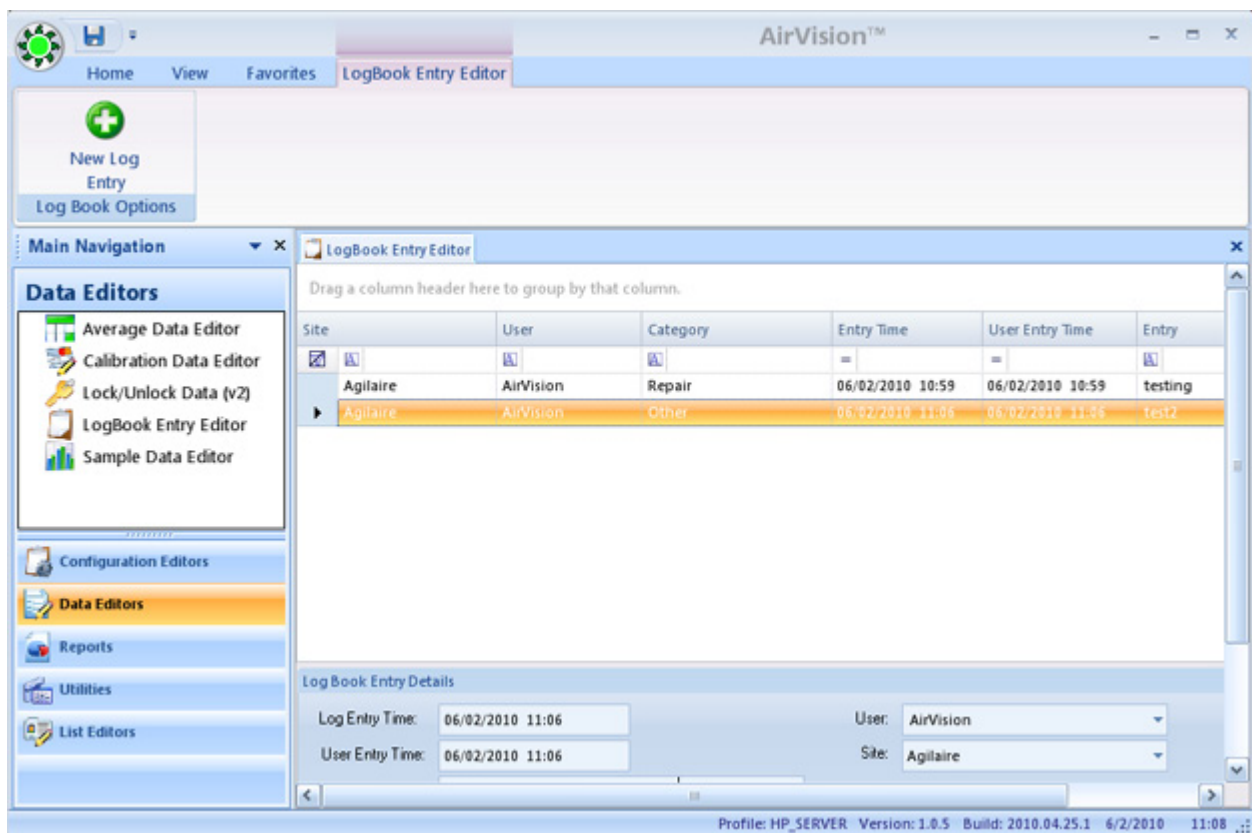 AirVision™
Home View Favorites LogBook Entry Editor
New Log
Entry
Log Book Options
Main Navigation
LogBook Entry Editor
Data Editors
Drag a column header here to group by that column.
Average Data Editor
Calibration Data Editor
Lock/Unlock Data (v2)
LogBook Entry Editor
Sample Data Editor
Site User Category Entry Time User Entry Time Entry
A A A = = A
Agilaire AirVision Repair 06/02/2010 10:59 06/02/2010 10:59 testing
Agilaire AirVision Other 06/02/2010 11:06 06/02/2010 11:06 test2
Configuration Editors
Data Editors
Reports
Utilities
List Editors
Log Book Entry Details
Log Entry Time: 06/02/2010 11:06 User: AirVision
User Entry Time: 06/02/2010 11:06 Site: Agilaire
Profile: HP_SERVER Version: 1.0.5 Build: 2010.04.25.1 6/2/2010 11:08